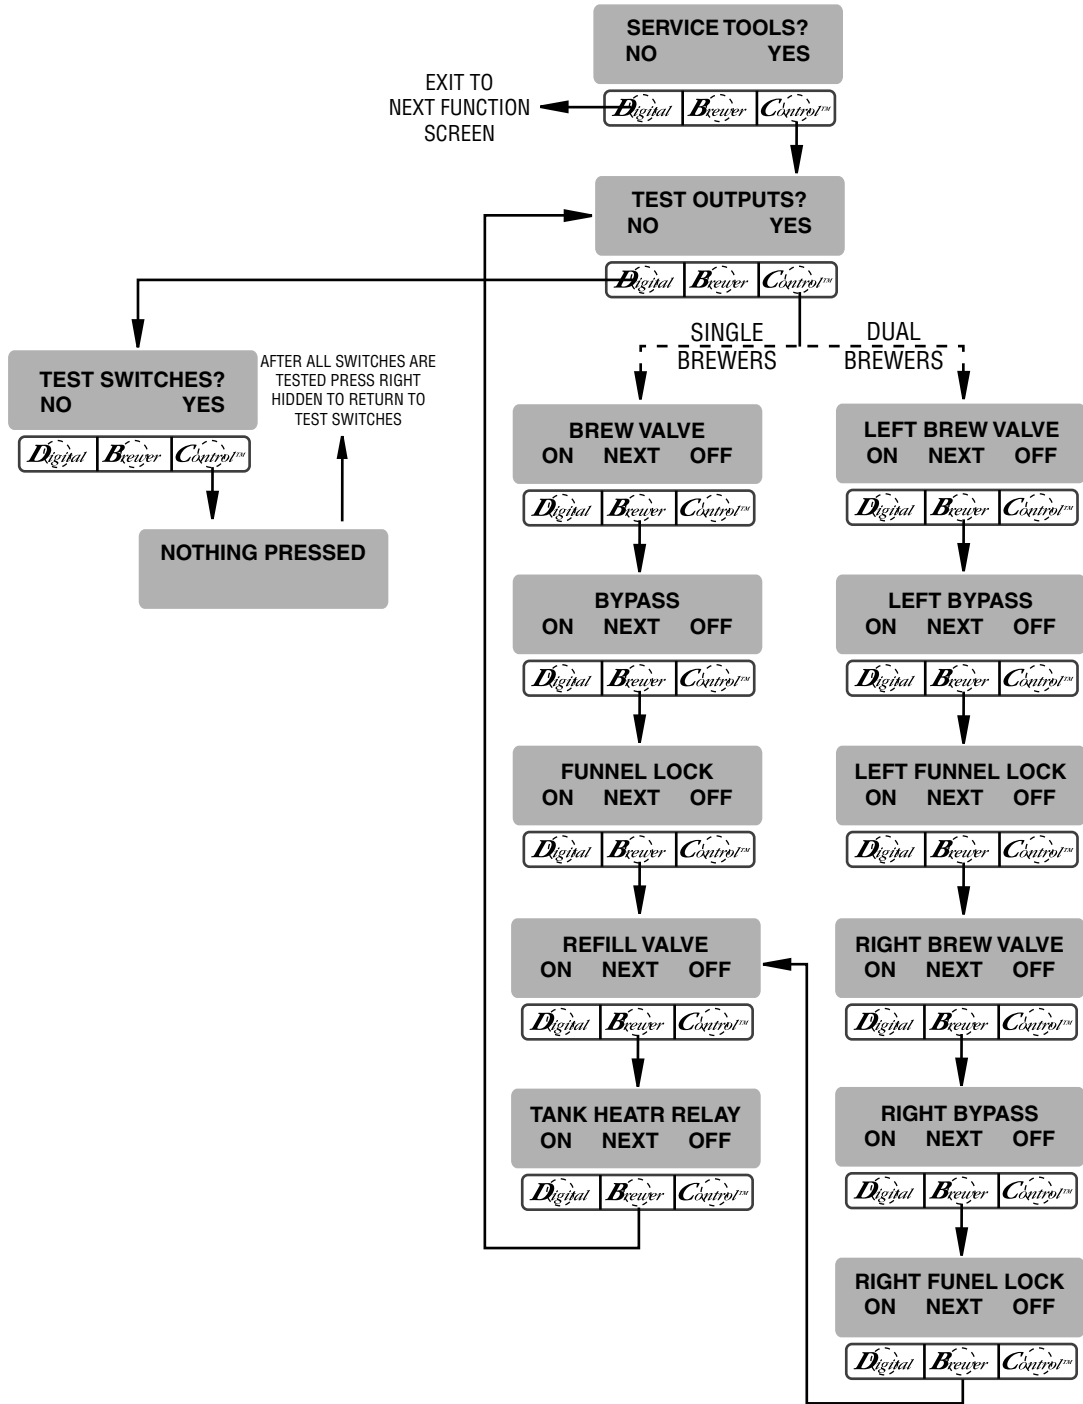 SERVICE TOOLS?
NO YES
EXIT TO
NEXT FUNCTION
SCREEN
Digital Brewer Control™
TEST OUTPUTS?
NO YES
Digital Brewer Control™
SINGLE
BREWERS
DUAL
BREWERS
TEST SWITCHES?
NO YES
Digital Brewer Control™
AFTER ALL SWITCHES ARE
TESTED PRESS RIGHT
HIDDEN TO RETURN TO
TEST SWITCHES
NOTHING PRESSED
BREW VALVE
ON NEXT OFF
Digital Brewer Control™
BYPASS
ON NEXT OFF
Digital Brewer Control™
FUNNEL LOCK
ON NEXT OFF
Digital Brewer Control™
REFILL VALVE
ON NEXT OFF
Digital Brewer Control™
TANK HEATR RELAY
ON NEXT OFF
Digital Brewer Control™
LEFT BREW VALVE
ON NEXT OFF
Digital Brewer Control™
LEFT BYPASS
ON NEXT OFF
Digital Brewer Control™
LEFT FUNNEL LOCK
ON NEXT OFF
Digital Brewer Control™
RIGHT BREW VALVE
ON NEXT OFF
Digital Brewer Control™
RIGHT BYPASS
ON NEXT OFF
Digital Brewer Control™
RIGHT FUNEL LOCK
ON NEXT OFF
Digital Brewer Control™